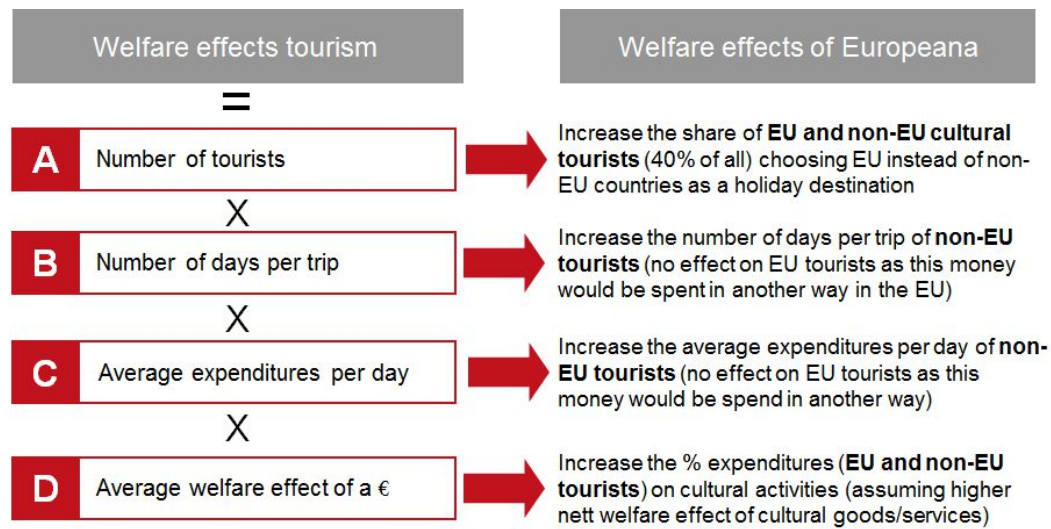 Welfare effects tourism
Welfare effects of Europeana
=
A Number of tourists
Increase the share of EU and non-EU cultural
tourists (40% of all) choosing EU instead of non-
EU countries as a holiday destination
X
B Number of days per trip
Increase the number of days per trip of non-EU
tourists (no effect on EU tourists as this money
would be spent in another way in the EU)
X
C Average expenditures per day
Increase the average expenditures per day of non-
EU tourists (no effect on EU tourists as this
money would be spend in another way)
X
D Average welfare effect of a €
Increase the % expenditures (EU and non-EU
tourists) on cultural activities (assuming higher
nett welfare effect of cultural goods/services)